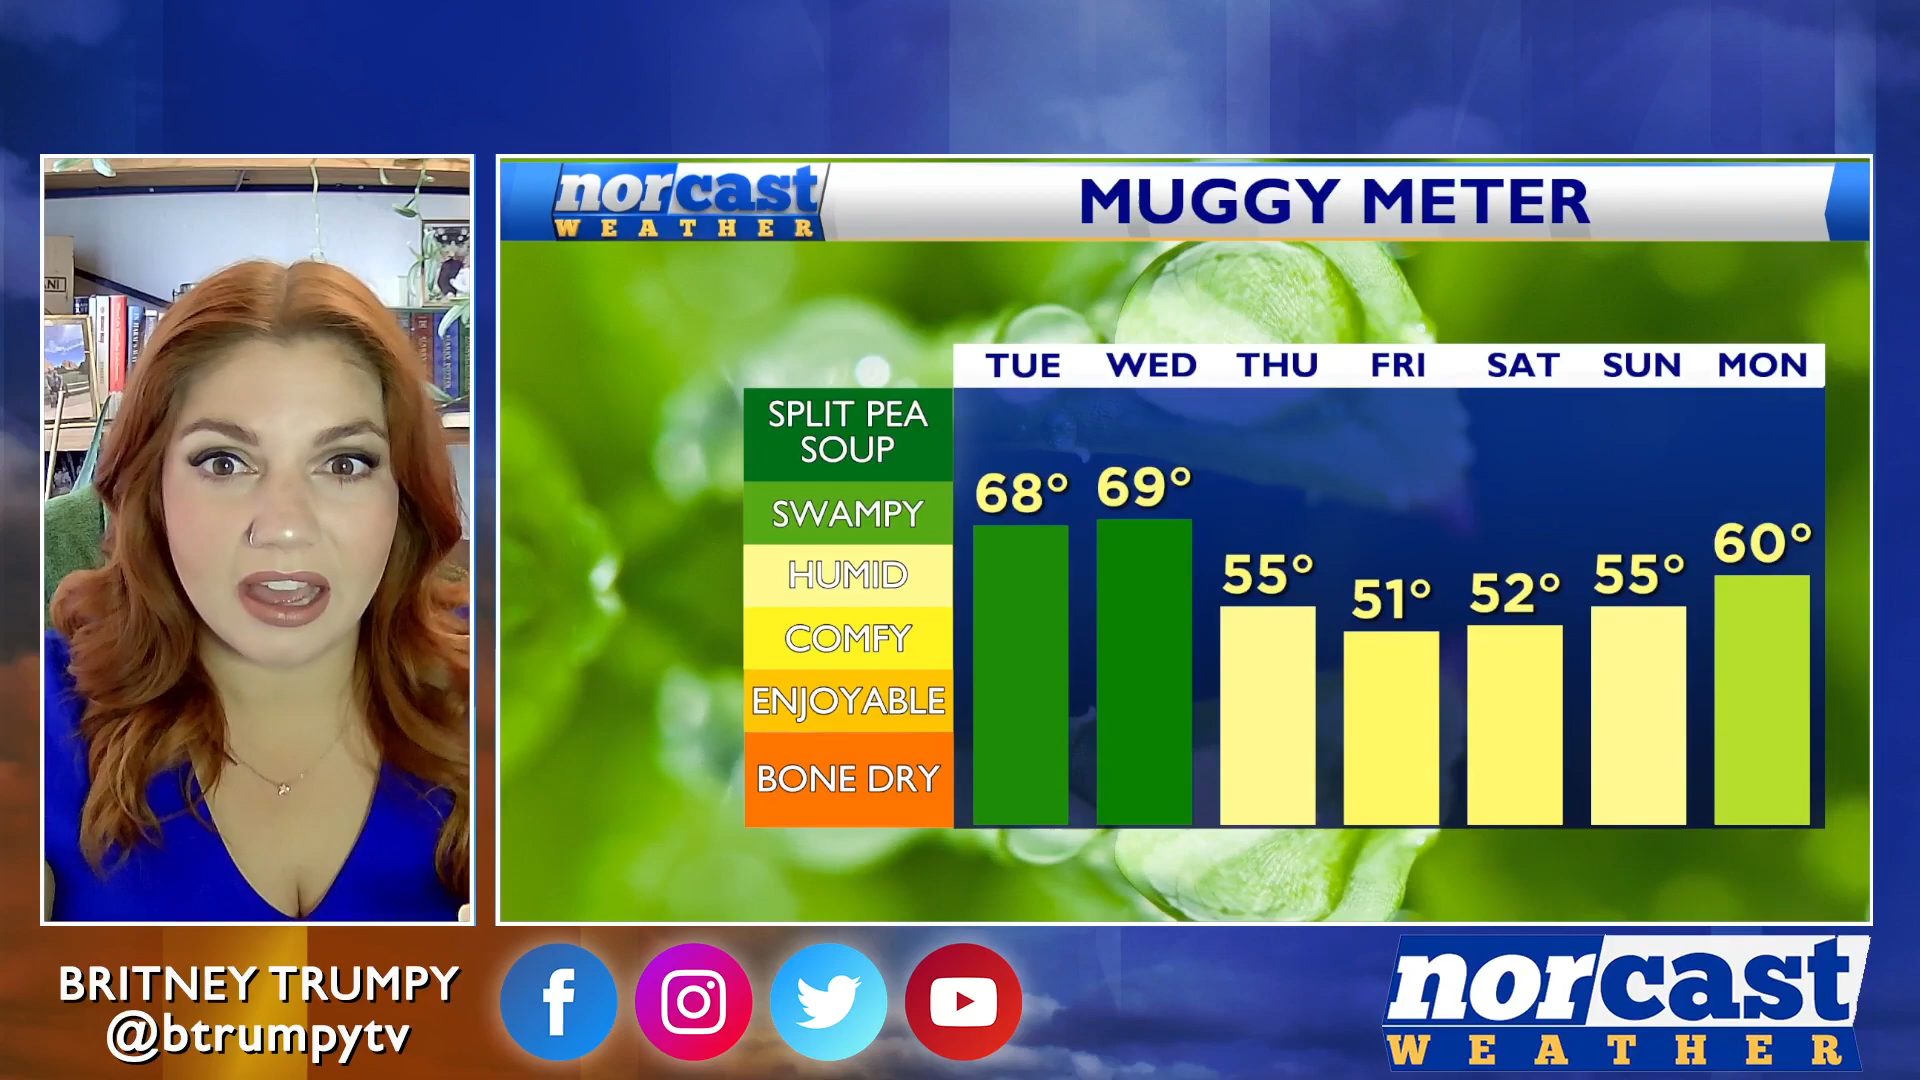 norcast
WEATHER
MUGGY METER
TUE WED THU FRI SAT SUN MON
SPLIT PEA
SOUP
SWAMPY
HUMID
COMFY
ENJOYABLE
BONE DRY
68° 69° 55° 51° 52° 55° 60°
BRITNEY TRUMPY
@btrumpytv
norcast
WEATHER